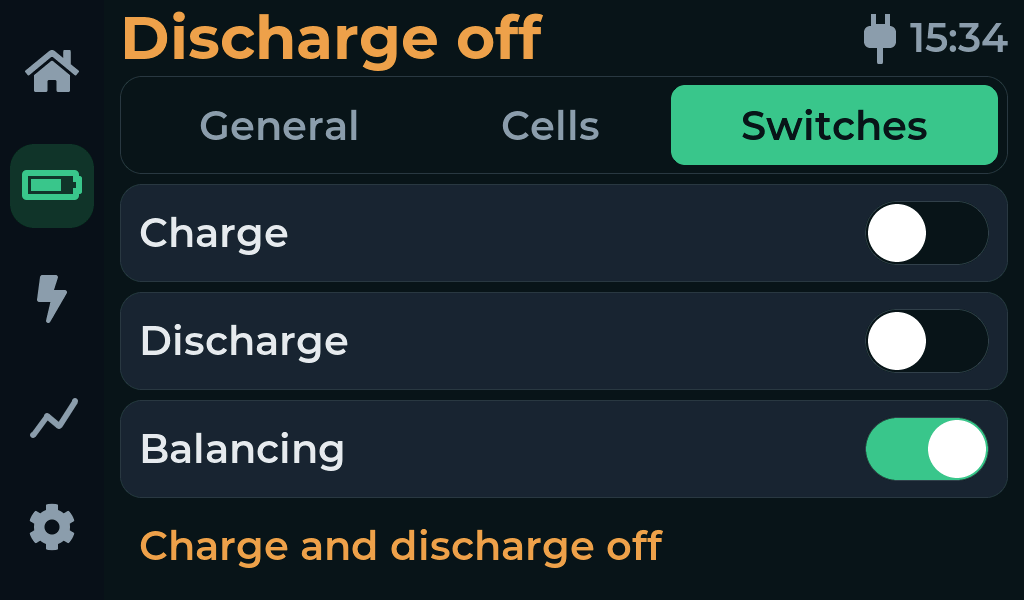 Discharge off
15:34
General Cells Switches
Charge
Discharge
Balancing
Charge and discharge off